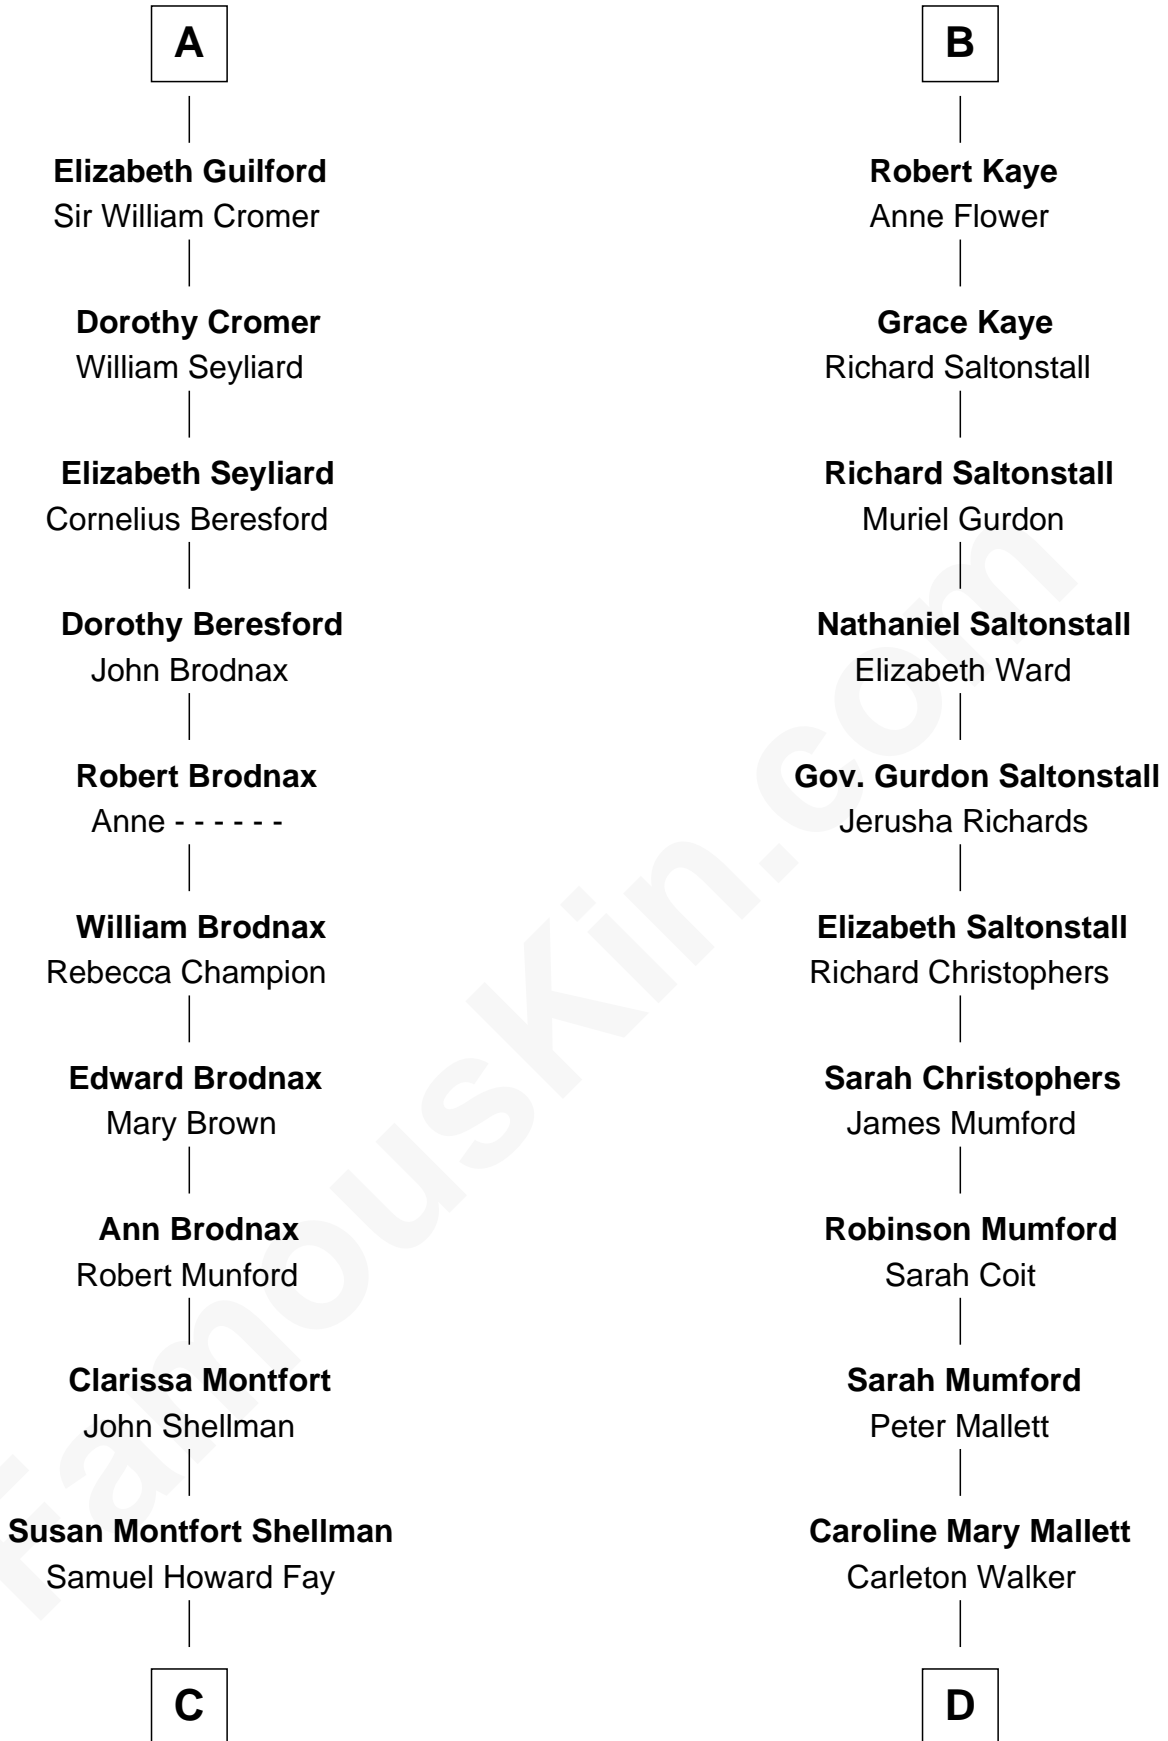 A
Elizabeth Guilford
Sir William Cromer
Dorothy Cromer
William Seyliard
Elizabeth Seyliard
Cornelius Beresford
Dorothy Beresford
John Brodnax
Robert Brodnax
Anne - - - - - -
William Brodnax
Rebecca Champion
Edward Brodnax
Mary Brown
Ann Brodnax
Robert Munford
Clarissa Montfort
John Shellman
Susan Montfort Shellman
Samuel Howard Fay
C
B
Robert Kaye
Anne Flower
Grace Kaye
Richard Saltonstall
Richard Saltonstall
Muriel Gurdon
Nathaniel Saltonstall
Elizabeth Ward
Gov. Gurdon Saltonstall
Jerusha Richards
Elizabeth Saltonstall
Richard Christophers
Sarah Christophers
James Mumford
Robinson Mumford
Sarah Coit
Sarah Mumford
Peter Mallett
Caroline Mary Mallett
Carleton Walker
D
FamousKin.com